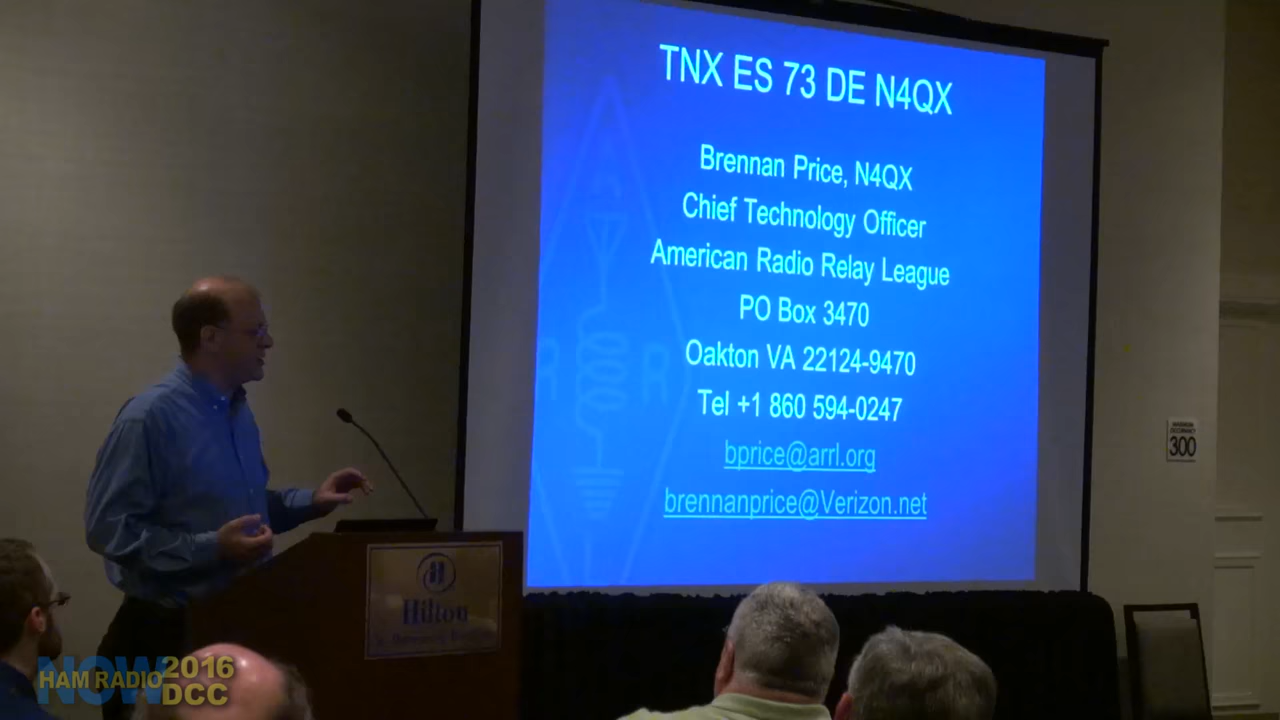 TNX ES 73 DE N4QX
Brennan Price, N4QX
Chief Technology Officer
American Radio Relay League
PO Box 3470
Oakton VA 22124-9470
Tel +1 860 594-0247
bprice@arrl.org
brennanprice@Verizon.net
MAXIMUM
OCCUPANCY
300
Hilton
HAM RADIO
NOW
2016
DCC